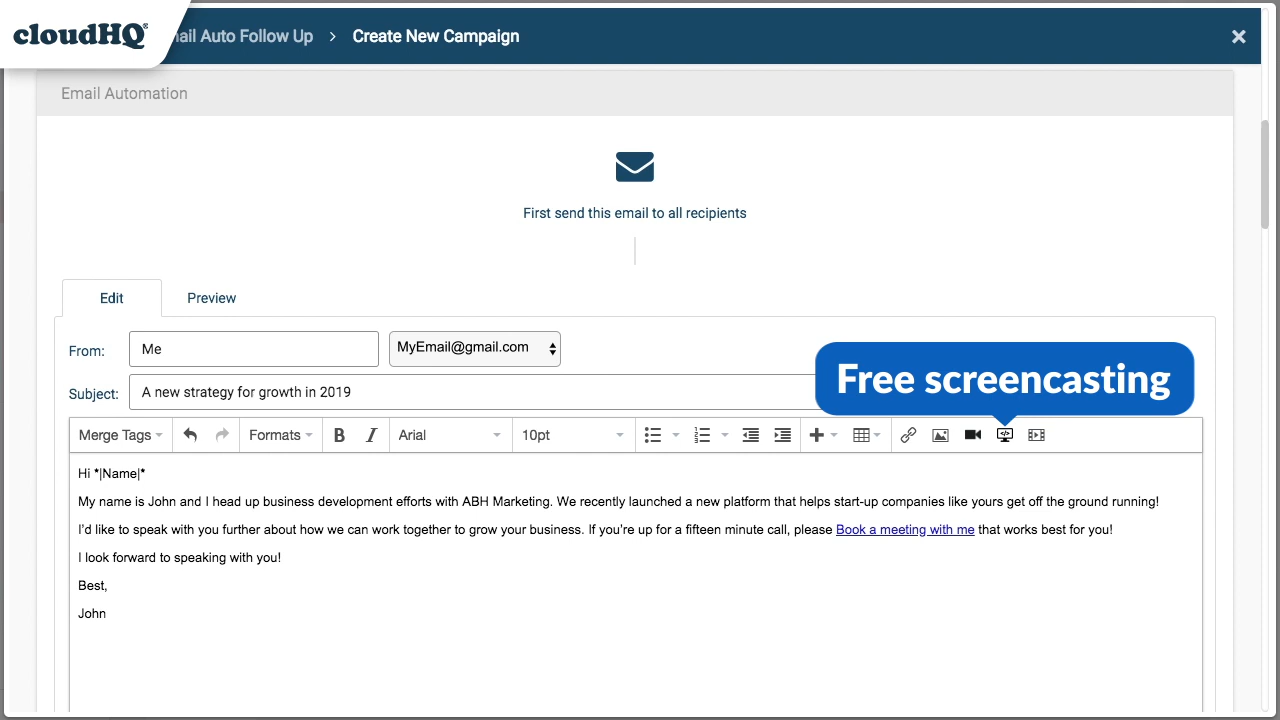 cloudHQ®
ail Auto Follow Up > Create New Campaign
Email Automation
First send this email to all recipients
Edit Preview
From: Me MyEmail@gmail.com
Free screencasting
Subject: A new strategy for growth in 2019
Merge Tags Formats B I Arial 10pt
Hi *|Name|*
My name is John and I head up business development efforts with ABH Marketing. We recently launched a new platform that helps start-up companies like yours get off the ground running!
I'd like to speak with you further about how we can work together to grow your business. If you're up for a fifteen minute call, please Book a meeting with me that works best for you!
I look forward to speaking with you!
Best,
John